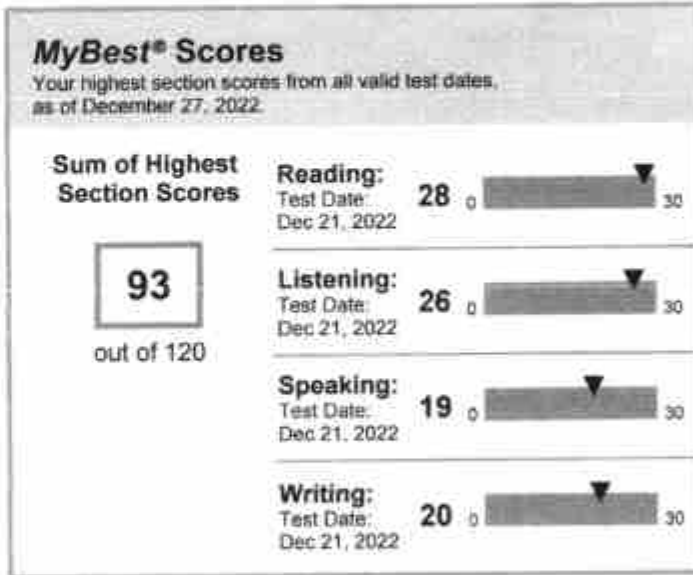 MyBest® Scores
Your highest section scores from all valid test dates,
as of December 27, 2022.
Sum of Highest
Section Scores
93
out of 120
Reading:
Test Date:
Dec 21, 2022
28
0
30
Listening:
Test Date:
Dec 21, 2022
26
0
30
Speaking:
Test Date:
Dec 21, 2022
19
0
30
Writing:
Test Date:
Dec 21, 2022
20
0
30